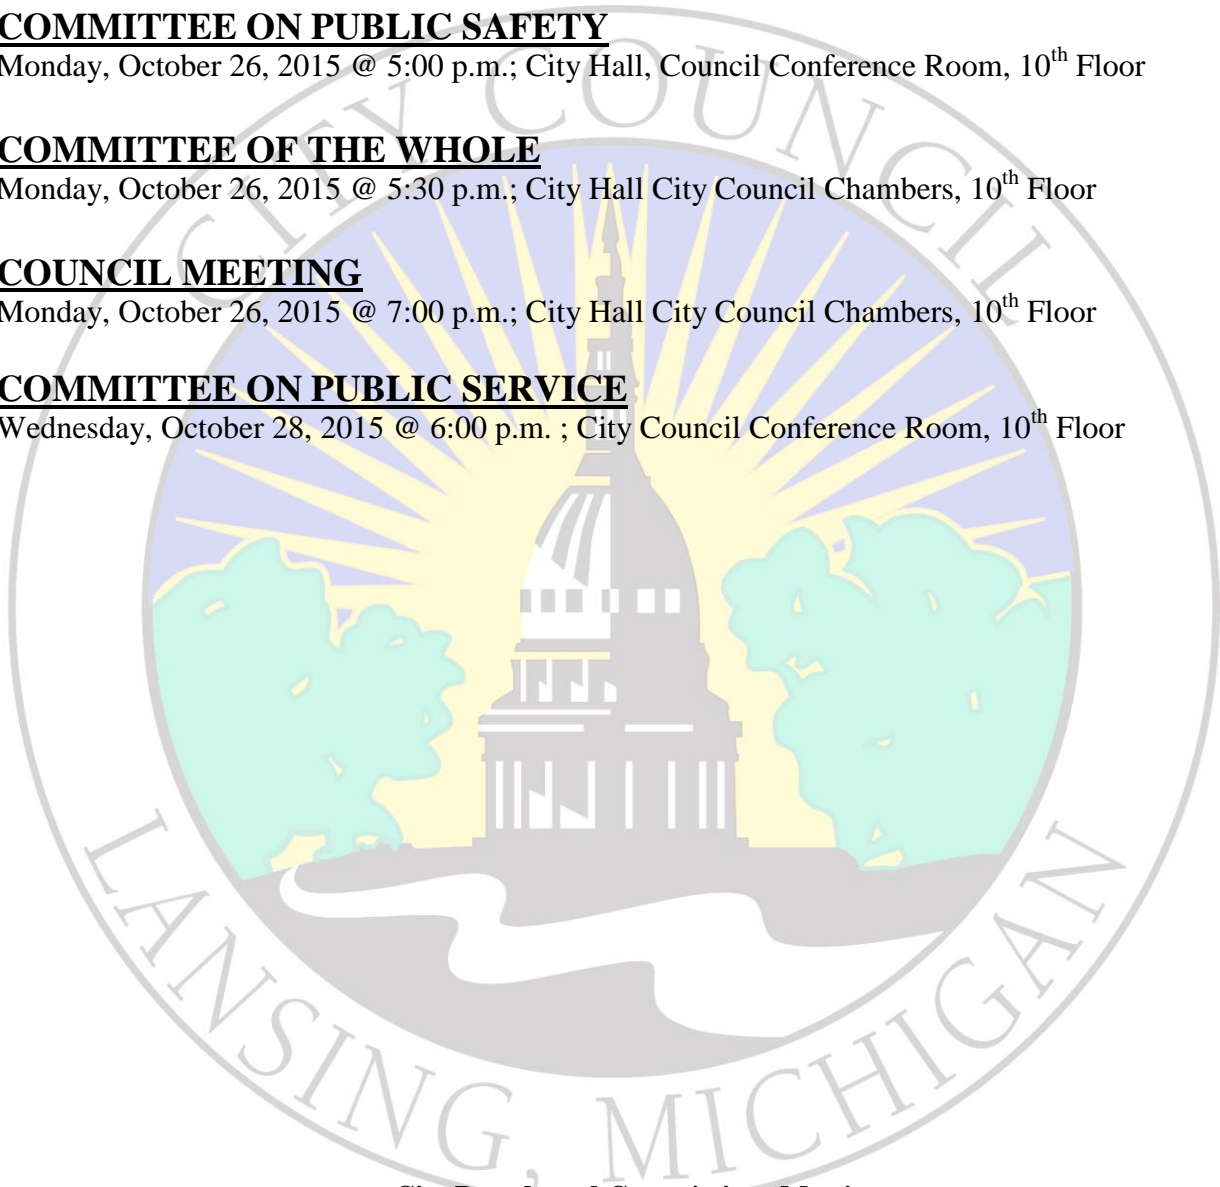 COMMITTEE ON PUBLIC SAFETY
Monday, October 26, 2015 @ 5:00 p.m.; City Hall, Council Conference Room, 10th Floor
COMMITTEE OF THE WHOLE
Monday, October 26, 2015 @ 5:30 p.m.; City Hall City Council Chambers, 10th Floor
COUNCIL MEETING
Monday, October 26, 2015 @ 7:00 p.m.; City Hall City Council Chambers, 10th Floor
COMMITTEE ON PUBLIC SERVICE
Wednesday, October 28, 2015 @ 6:00 p.m. ; City Council Conference Room, 10th Floor
CITY COUNCIL
LANSING, MICHIGAN